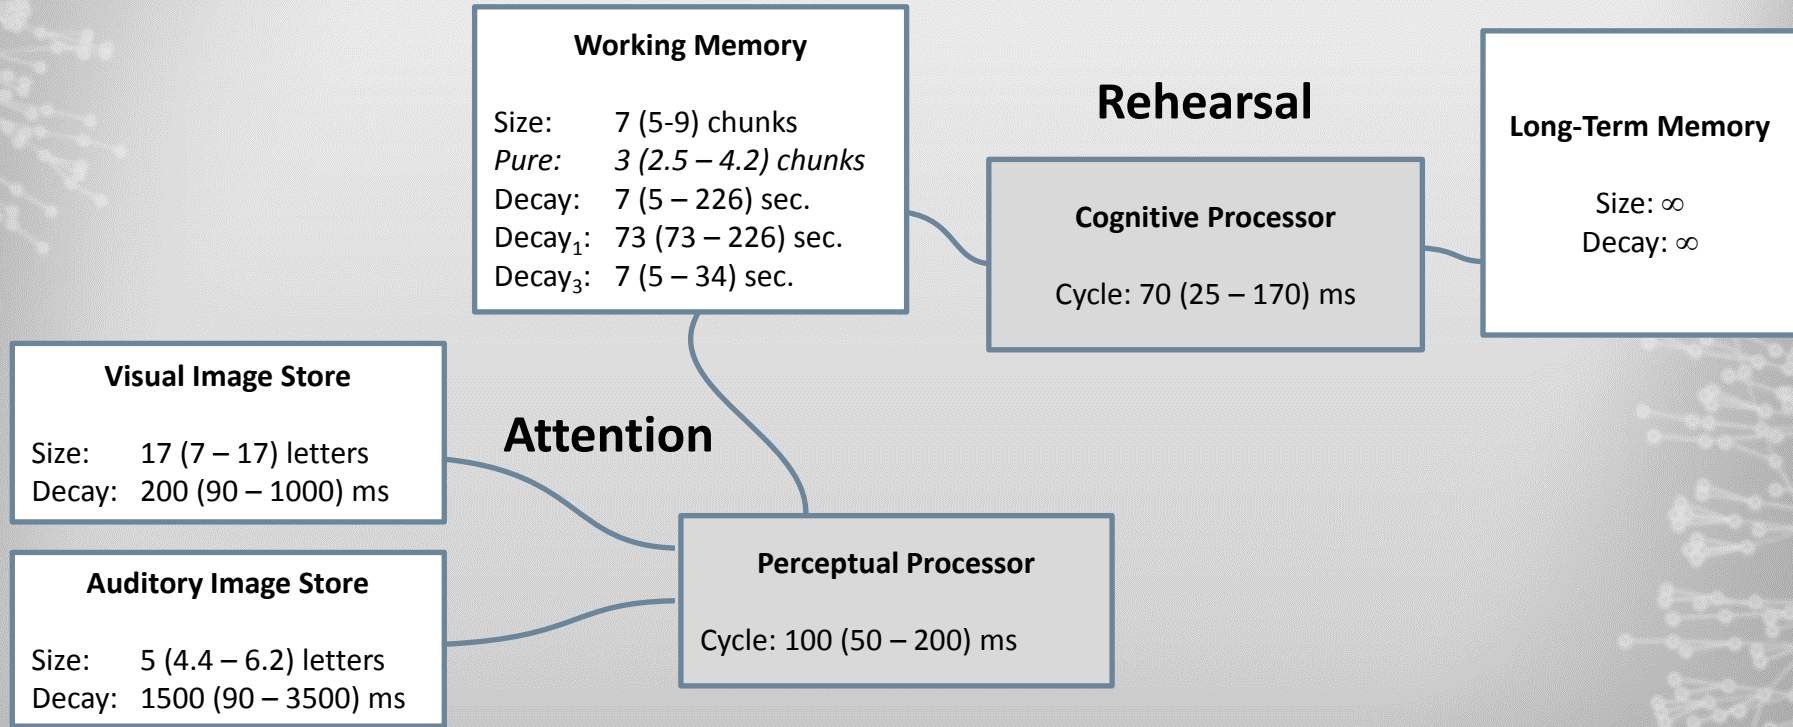 Working Memory
Size: 7 (5-9) chunks
Pure: 3 (2.5 – 4.2) chunks
Decay: 7 (5 – 226) sec.
Decay₁: 73 (73 – 226) sec.
Decay₃: 7 (5 – 34) sec.
Rehearsal
Cognitive Processor
Cycle: 70 (25 – 170) ms
Long-Term Memory
Size: ∞
Decay: ∞
Visual Image Store
Size: 17 (7 – 17) letters
Decay: 200 (90 – 1000) ms
Attention
Auditory Image Store
Size: 5 (4.4 – 6.2) letters
Decay: 1500 (90 – 3500) ms
Perceptual Processor
Cycle: 100 (50 – 200) ms